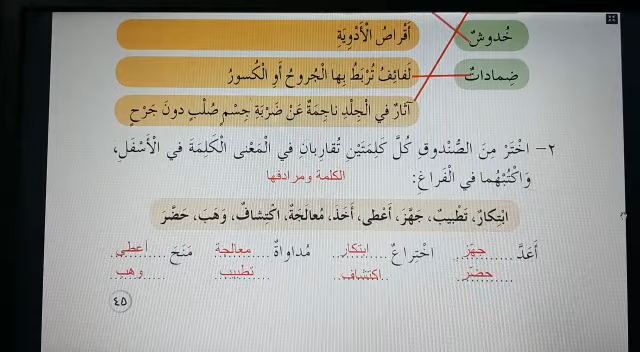 خُدوشٌ أَقْراصُ الْأَدْوِيَةِ
ضِماداتٌ لَفائِفُ تُرْبَطُ بِها الْجُروحُ أَوِ الْكُسورُ
آثارٌ في الْجِلْدِ ناجِمَةٌ عَنْ ضَرْبَةِ جِسْمٍ صُلْبٍ دونَ جَرْحٍ
٢- اخْتَرْ مِنَ الصُّنْدوقِ كُلَّ كَلِمَتَيْنِ تُقارِبانِ في الْمَعْنى الْكَلِمَةَ في الْأَسْفَلِ،
وَاكْتُبْهُما في الْفَراغِ: الكلمة ومرادفها
ابْتِكارٌ، تَطْبيبٌ، جَهَّزَ، أَعْطى، أَخَذَ، مُعالَجَةٌ، اكْتِشافٌ، وَهَبَ، حَضَّرَ
أَعَدَّ جهّز اخْتِراعٌ ابتكار مُداواةٌ معالجة مَنَحَ أعطى
حضّر اكتشاف تطبيب وهب
٤٥